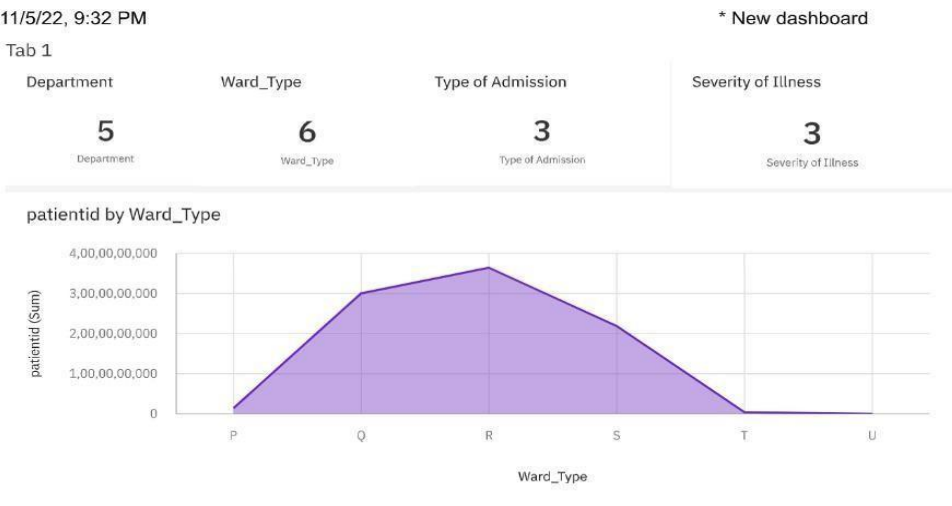 11/5/22, 9:32 PM * New dashboard
Tab 1
Department Ward_Type Type of Admission Severity of Illness
5 6 3 3
Department Ward_Type Type of Admission Severity of Illness
patientid by Ward_Type
4,00,00,00,000
3,00,00,00,000
2,00,00,00,000
1,00,00,00,000
0
patientid (Sum)
P Q R S T U
Ward_Type